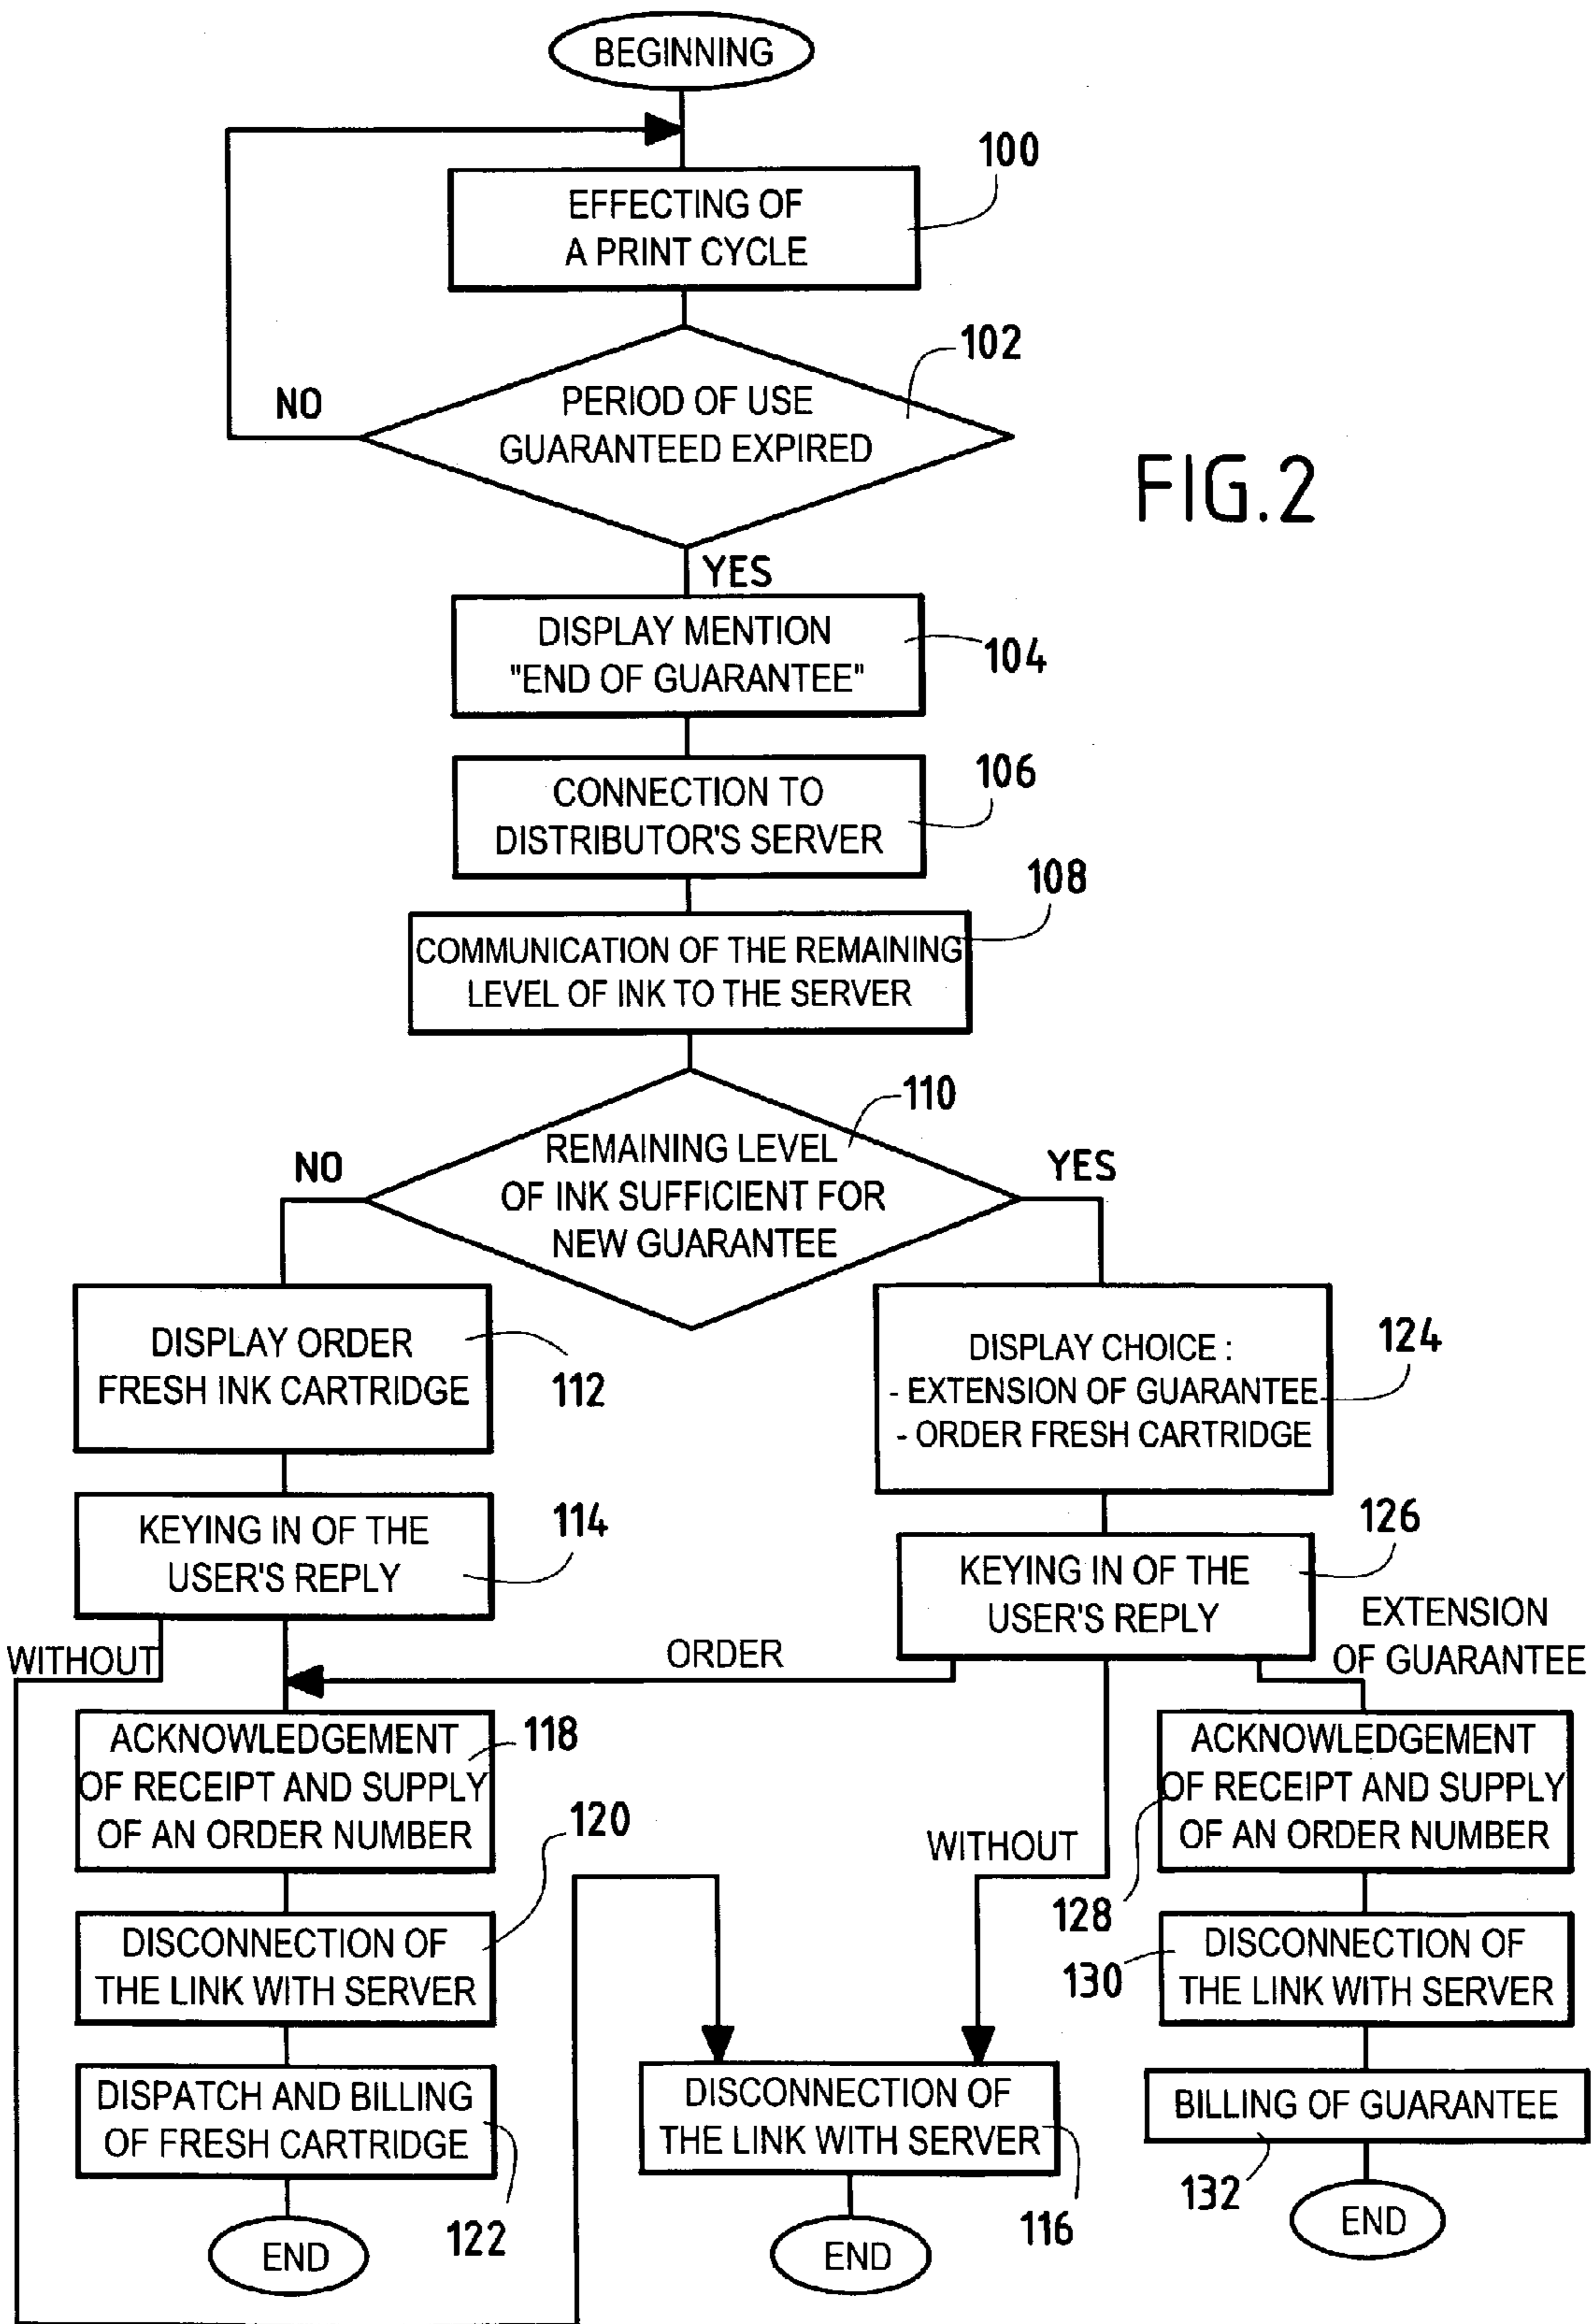 BEGINNING
100
EFFECTING OF
A PRINT CYCLE
102
NO
PERIOD OF USE
GUARANTEED EXPIRED
FIG.2
YES
DISPLAY MENTION
"END OF GUARANTEE"
104
CONNECTION TO
DISTRIBUTOR'S SERVER
106
108
COMMUNICATION OF THE REMAINING
LEVEL OF INK TO THE SERVER
110
NO
REMAINING LEVEL
OF INK SUFFICIENT FOR
NEW GUARANTEE
YES
DISPLAY ORDER
FRESH INK CARTRIDGE
112
DISPLAY CHOICE :
- EXTENSION OF GUARANTEE
- ORDER FRESH CARTRIDGE
124
KEYING IN OF THE
USER'S REPLY
114
KEYING IN OF THE
USER'S REPLY
126
WITHOUT
ORDER
EXTENSION
OF GUARANTEE
ACKNOWLEDGEMENT
OF RECEIPT AND SUPPLY
OF AN ORDER NUMBER
118
ACKNOWLEDGEMENT
OF RECEIPT AND SUPPLY
OF AN ORDER NUMBER
128
WITHOUT
120
DISCONNECTION OF
THE LINK WITH SERVER
DISCONNECTION OF
THE LINK WITH SERVER
130
DISPATCH AND BILLING
OF FRESH CARTRIDGE
122
DISCONNECTION OF
THE LINK WITH SERVER
116
BILLING OF GUARANTEE
132
END
END
END